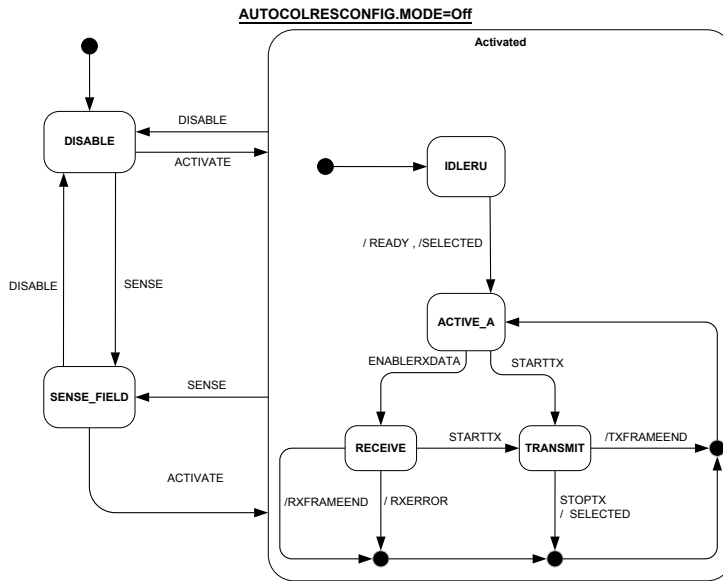 AUTOCOLRESCONFIG.MODE=Off
Activated
DISABLE
DISABLE
ACTIVATE
IDLERU
/ READY , /SELECTED
DISABLE
SENSE
ACTIVE_A
ENABLERXDATA
STARTTX
SENSE_FIELD
SENSE
RECEIVE
STARTTX
TRANSMIT
/TXFRAMEEND
ACTIVATE
/RXFRAMEEND
/ RXERROR
STOPTX
/ SELECTED